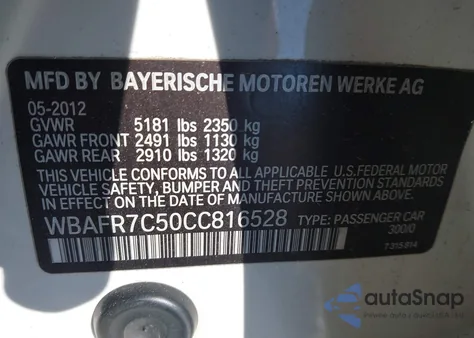 MFD BY BAYERISCHE MOTOREN WERKE AG
05-2012
GVWR 5181 lbs 2350 kg
GAWR FRONT 2491 lbs 1130 kg
GAWR REAR 2910 lbs 1320 kg
THIS VEHICLE CONFORMS TO ALL APPLICABLE U.S.FEDERAL MOTOR
VEHICLE SAFETY, BUMPER AND THEFT PREVENTION STANDARDS
IN EFFECT ON THE DATE OF MANUFACTURE SHOWN ABOVE.
WBAFR7C50CC816528 TYPE: PASSENGER CAR
300/0
7315914
autoSnap